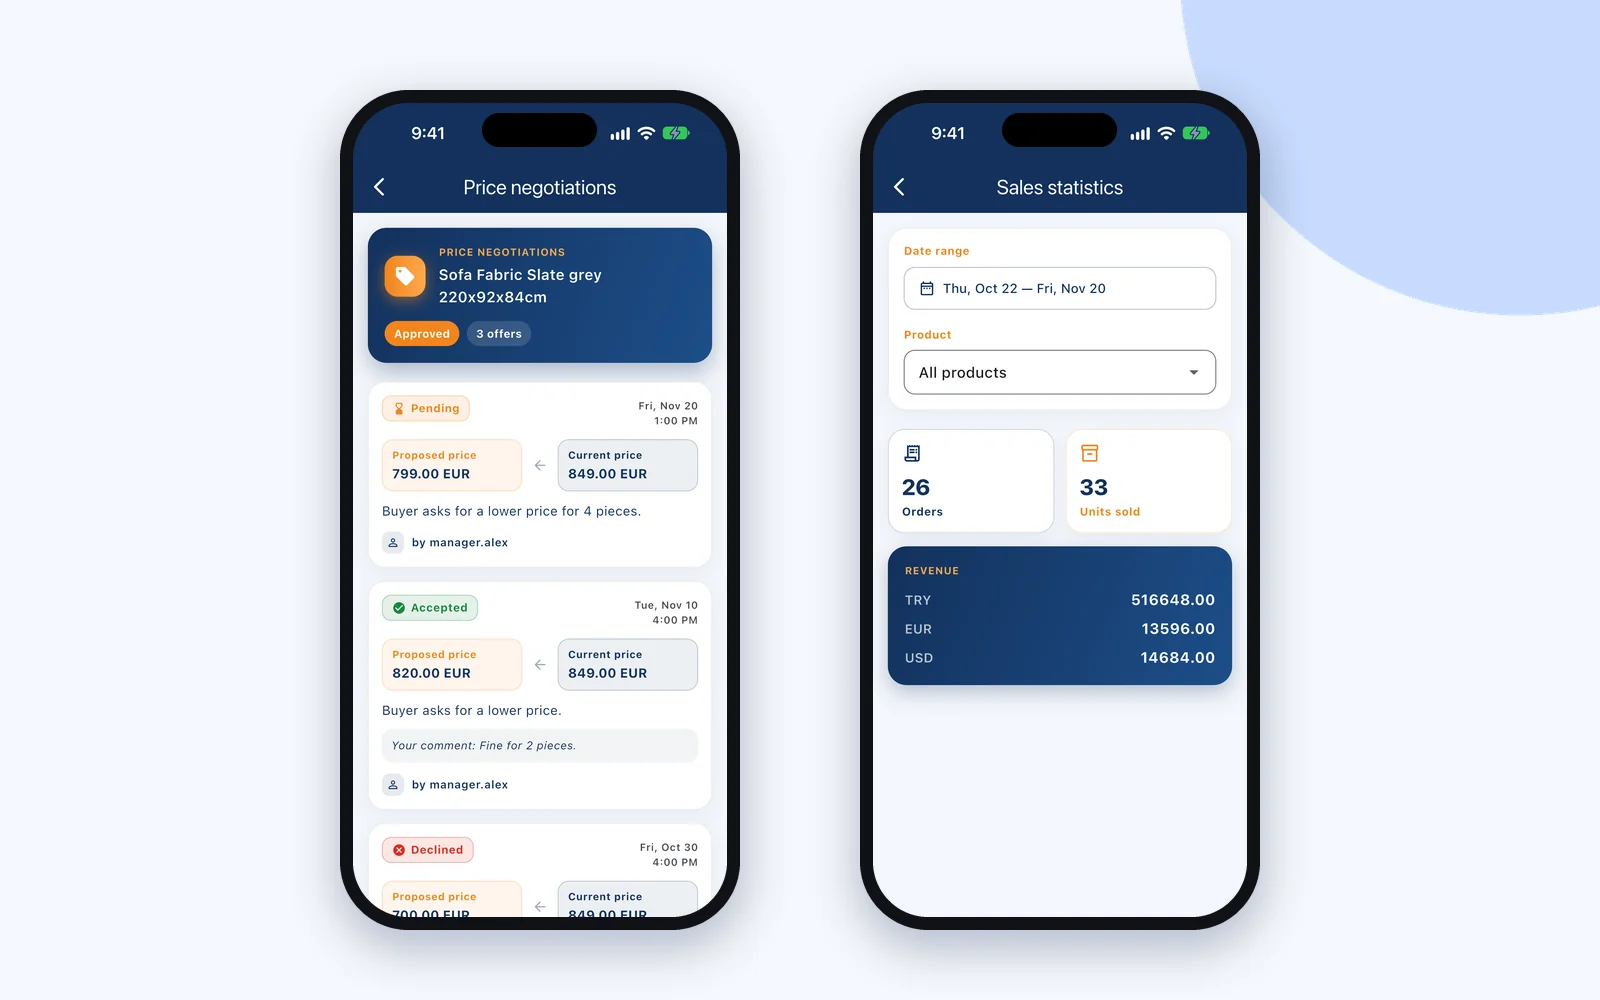 9:41
Price negotiations
PRICE NEGOTIATIONS
Sofa Fabric Slate grey
220x92x84cm
Approved
3 offers
Pending
Fri, Nov 20
1:00 PM
Proposed price
799.00 EUR
Current price
849.00 EUR
Buyer asks for a lower price for 4 pieces.
by manager.alex
Accepted
Tue, Nov 10
4:00 PM
Proposed price
820.00 EUR
Current price
849.00 EUR
Buyer asks for a lower price.
Your comment: Fine for 2 pieces.
by manager.alex
Declined
Fri, Oct 30
4:00 PM
Proposed price
700.00 EUR
Current price
849.00 EUR
9:41
Sales statistics
Date range
Thu, Oct 22 — Fri, Nov 20
Product
All products
26
Orders
33
Units sold
REVENUE
TRY 516648.00
EUR 13596.00
USD 14684.00